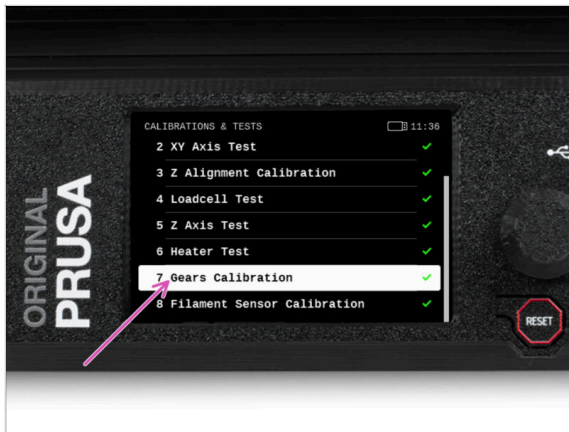 CALIBRATIONS & TESTS 11:36
2 XY Axis Test
3 Z Alignment Calibration
4 Loadcell Test
5 Z Axis Test
6 Heater Test
7 Gears Calibration
8 Filament Sensor Calibration
ORIGINAL
PRUSA
RESET